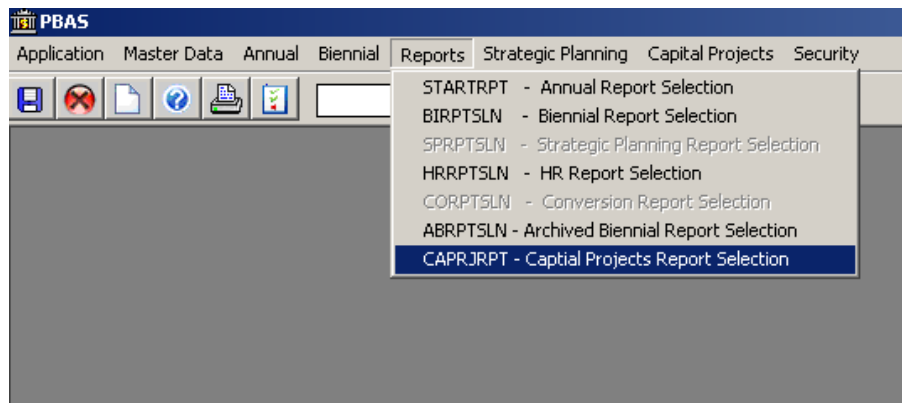 PBAS
Application Master Data Annual Biennial Reports Strategic Planning Capital Projects Security
STARTRPT - Annual Report Selection
BIRPTSLN - Biennial Report Selection
SPRPTSLN - Strategic Planning Report Selection
HRRPTSLN - HR Report Selection
CORPTSLN - Conversion Report Selection
ABRPTSLN - Archived Biennial Report Selection
CAPRJRPT - Captial Projects Report Selection